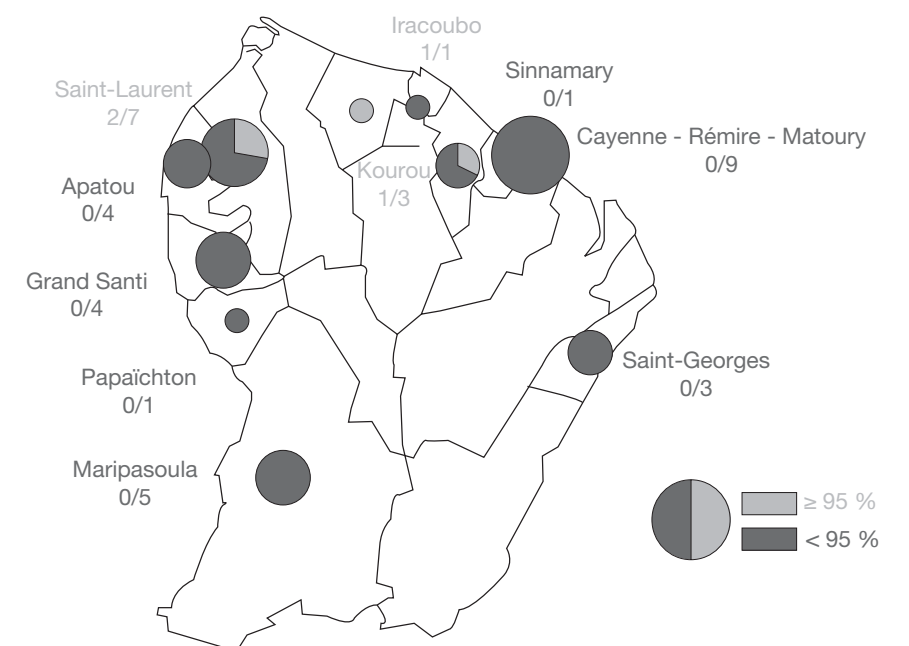 Iracoubo
1/1
Sinnamary
0/1
Saint-Laurent
2/7
Cayenne - Rémire - Matoury
0/9
Kourou
1/3
Apatou
0/4
Grand Santi
0/4
Saint-Georges
0/3
Papaïchton
0/1
Maripasoula
0/5
≥ 95 %
< 95 %